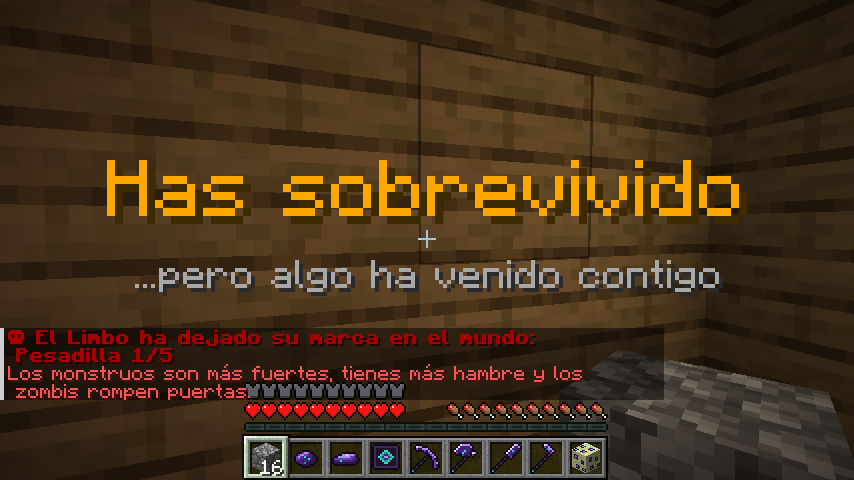 Has sobrevivido
...pero algo ha venido contigo
☠ El Limbo ha dejado su marca en el mundo:
Pesadilla 1/5
Los monstruos son más fuertes, tienes más hambre y los
zombis rompen puertas.
16